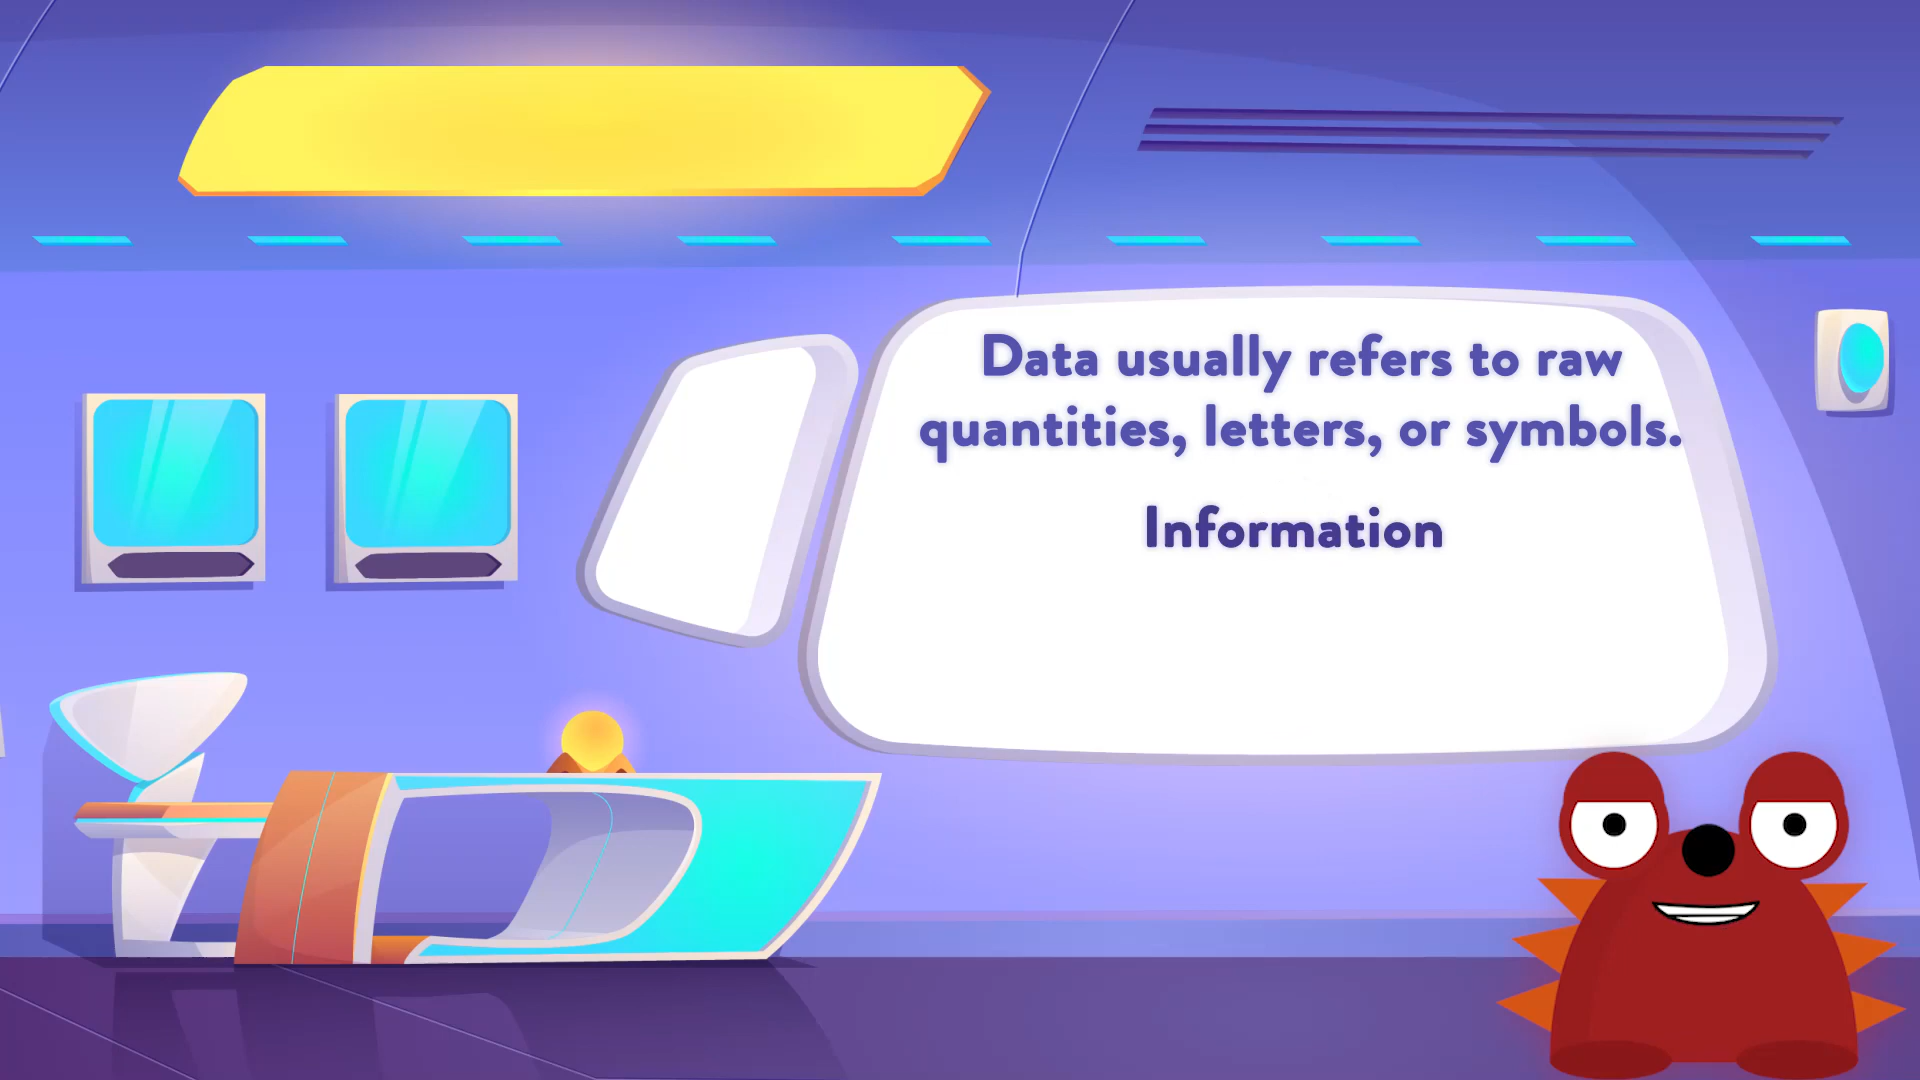 Data usually refers to raw
quantities, letters, or symbols.
Information